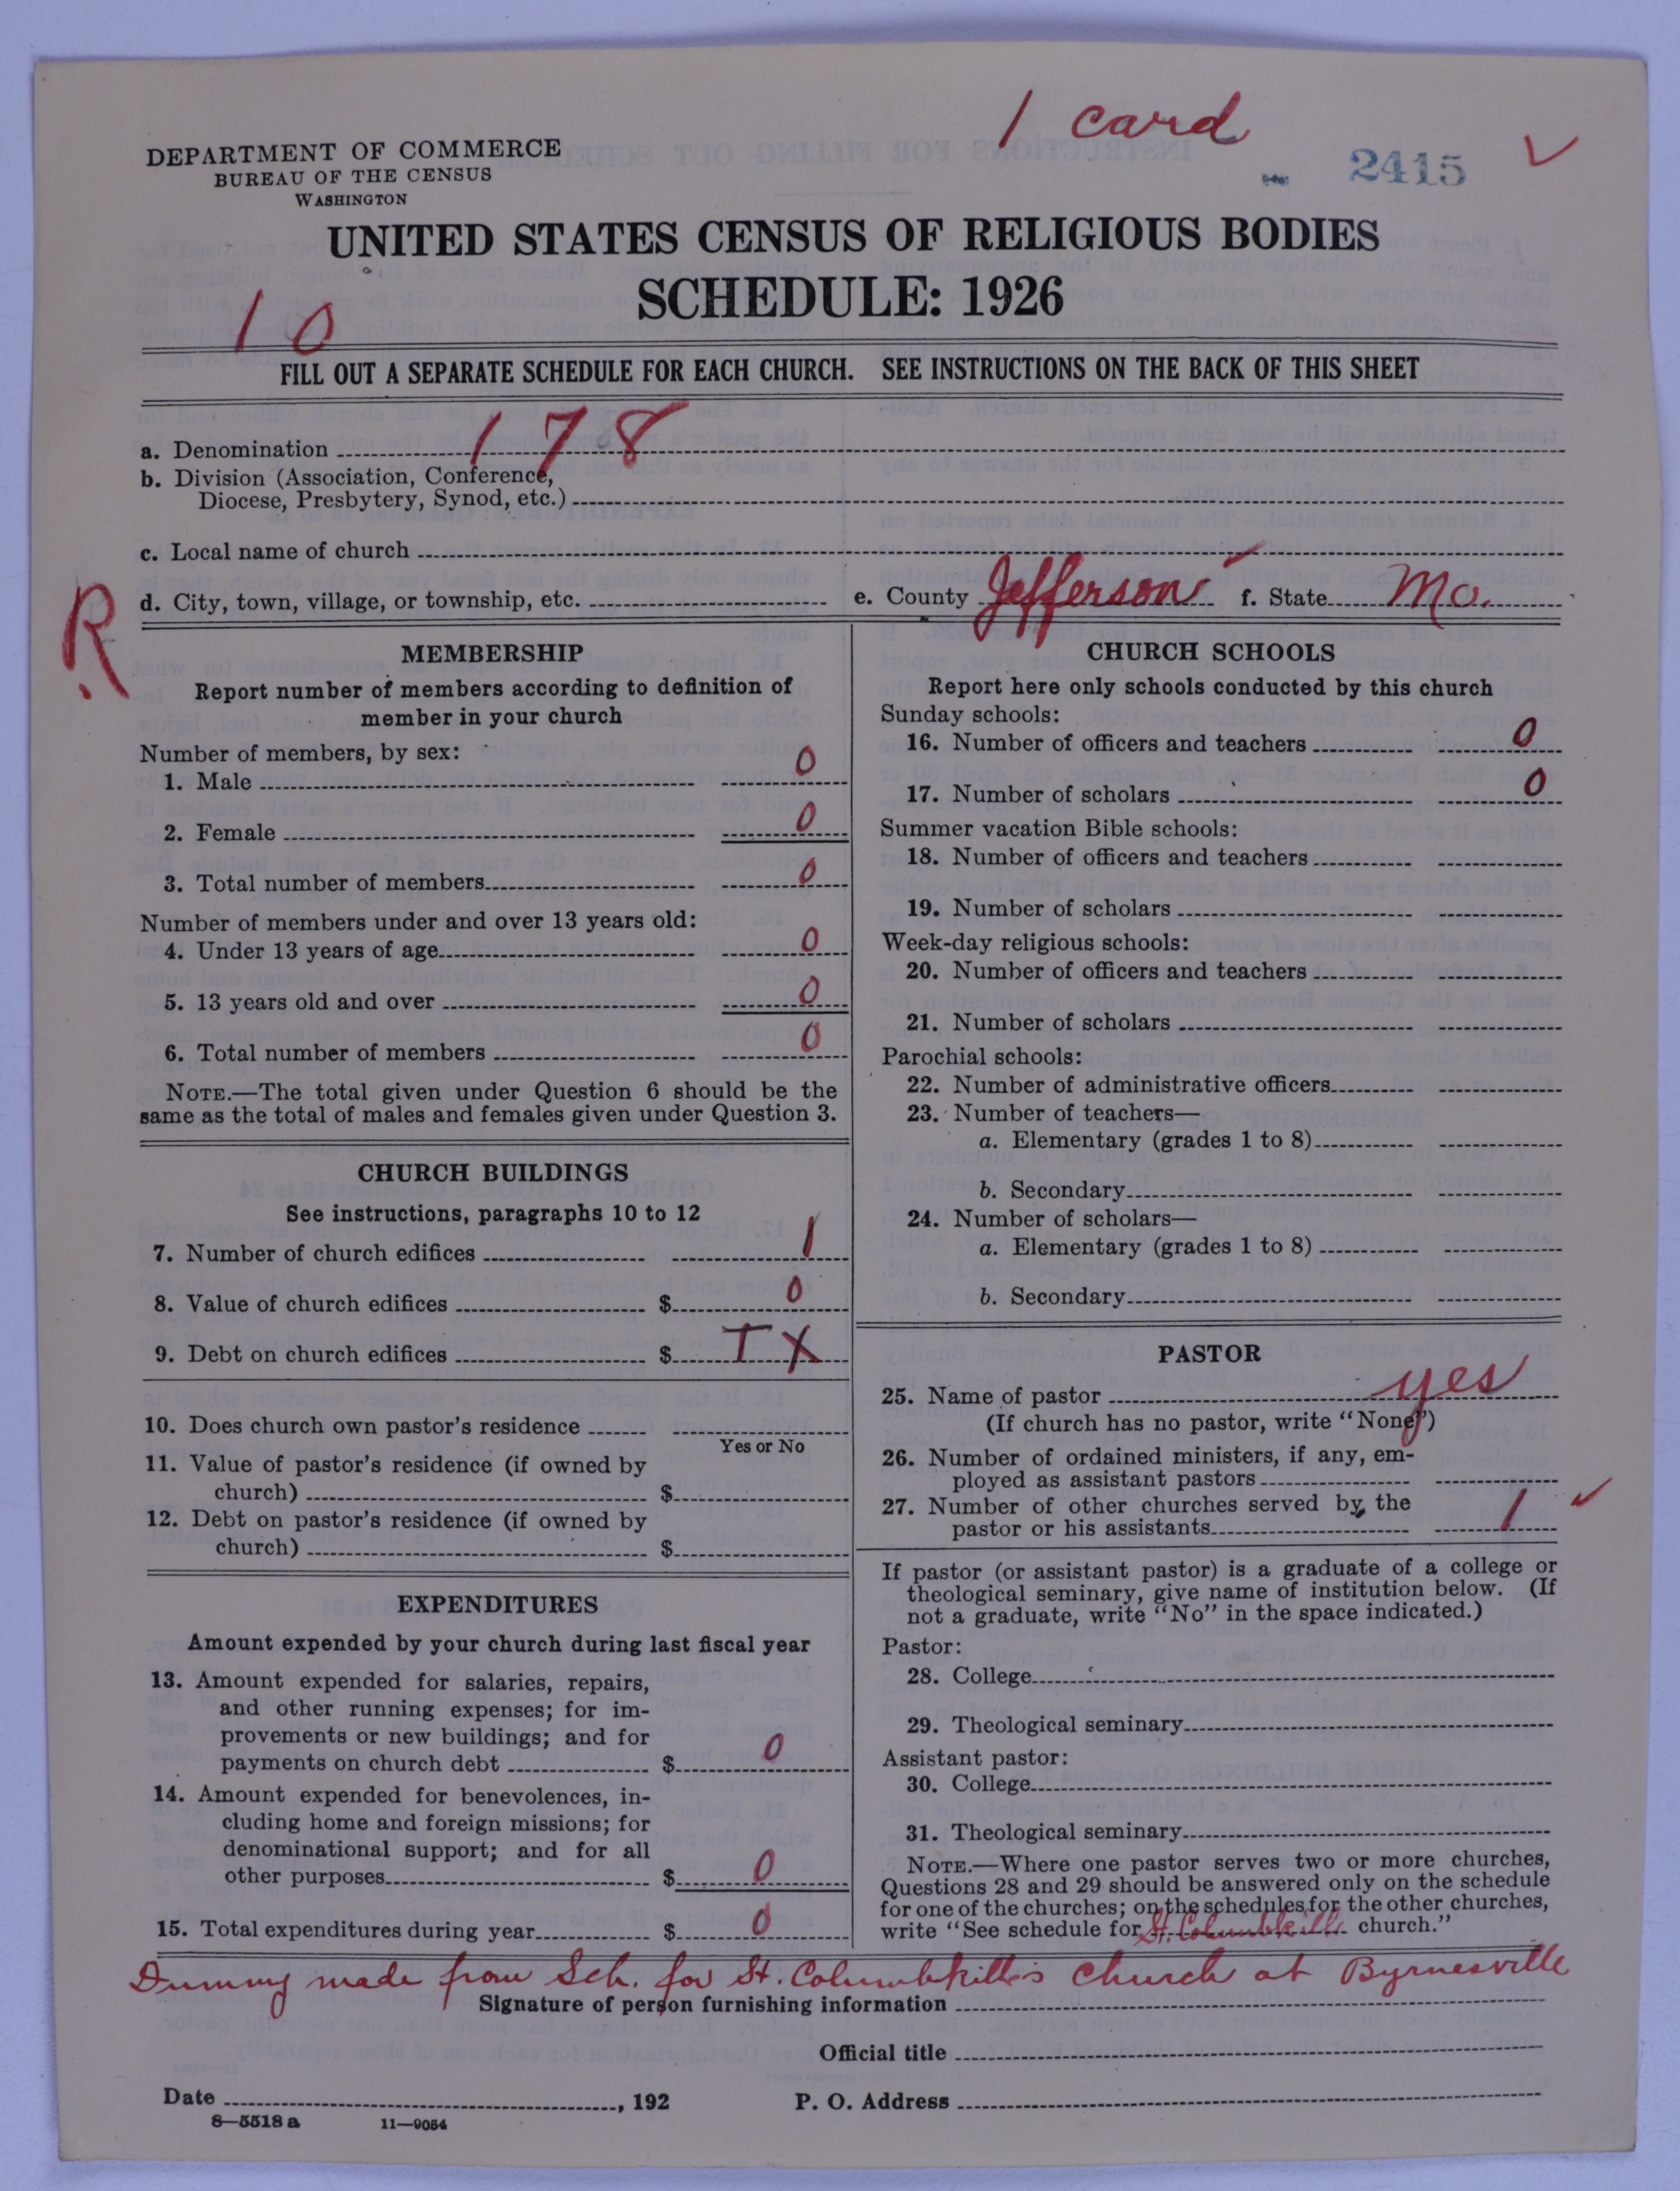 1 card
DEPARTMENT OF COMMERCE
BUREAU OF THE CENSUS
WASHINGTON
2415
UNITED STATES CENSUS OF RELIGIOUS BODIES
SCHEDULE: 1926
10
FILL OUT A SEPARATE SCHEDULE FOR EACH CHURCH. SEE INSTRUCTIONS ON THE BACK OF THIS SHEET
a. Denomination 178
b. Division (Association, Conference,
Diocese, Presbytery, Synod, etc.)
c. Local name of church
R
d. City, town, village, or township, etc. e. County Jefferson f. State Mo.
MEMBERSHIP
Report number of members according to definition of
member in your church
Number of members, by sex:
1. Male 0
2. Female 0
3. Total number of members 0
Number of members under and over 13 years old:
4. Under 13 years of age 0
5. 13 years old and over 0
6. Total number of members 0
NOTE.—The total given under Question 6 should be the
same as the total of males and females given under Question 3.
CHURCH BUILDINGS
See instructions, paragraphs 10 to 12
7. Number of church edifices 1
8. Value of church edifices $ 0
9. Debt on church edifices $ TX
10. Does church own pastor's residence
Yes or No
11. Value of pastor's residence (if owned by
church) $
12. Debt on pastor's residence (if owned by
church) $
EXPENDITURES
Amount expended by your church during last fiscal year
13. Amount expended for salaries, repairs,
and other running expenses; for im-
provements or new buildings; and for
payments on church debt $ 0
14. Amount expended for benevolences, in-
cluding home and foreign missions; for
denominational support; and for all
other purposes $ 0
15. Total expenditures during year $ 0
CHURCH SCHOOLS
Report here only schools conducted by this church
Sunday schools:
16. Number of officers and teachers 0
17. Number of scholars 0
Summer vacation Bible schools:
18. Number of officers and teachers
19. Number of scholars
Week-day religious schools:
20. Number of officers and teachers
21. Number of scholars
Parochial schools:
22. Number of administrative officers
23. Number of teachers—
a. Elementary (grades 1 to 8)
b. Secondary
24. Number of scholars—
a. Elementary (grades 1 to 8)
b. Secondary
PASTOR
25. Name of pastor yes
(If church has no pastor, write "None")
26. Number of ordained ministers, if any, em-
ployed as assistant pastors
27. Number of other churches served by the
pastor or his assistants 1
If pastor (or assistant pastor) is a graduate of a college or
theological seminary, give name of institution below. (If
not a graduate, write "No" in the space indicated.)
Pastor:
28. College
29. Theological seminary
Assistant pastor:
30. College
31. Theological seminary
NOTE.—Where one pastor serves two or more churches,
Questions 28 and 29 should be answered only on the schedule
for one of the churches; on the schedules for the other churches,
write "See schedule for St. Columbkill's church."
Dummy made from Sch. for St. Columbkill's church at Byrnesville
Signature of person furnishing information
Official title
Date , 192 P. O. Address
8—5518 a 11—9054